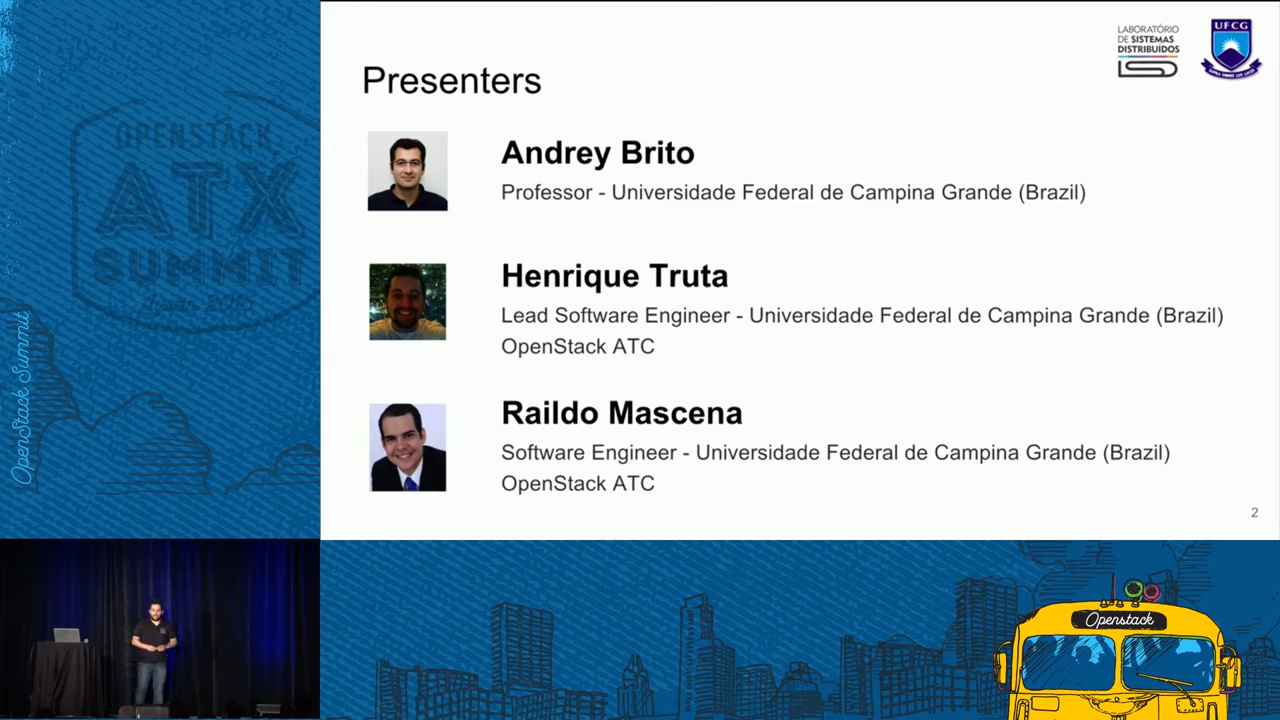 OPENSTACK
ATX
SUMMIT
Austin 2016
OpenStack Summit
LABORATÓRIO
DE SISTEMAS
DISTRIBUÍDOS
UFCG
Presenters
Andrey Brito
Professor - Universidade Federal de Campina Grande (Brazil)
Henrique Truta
Lead Software Engineer - Universidade Federal de Campina Grande (Brazil)
OpenStack ATC
Raildo Mascena
Software Engineer - Universidade Federal de Campina Grande (Brazil)
OpenStack ATC
2
Openstack